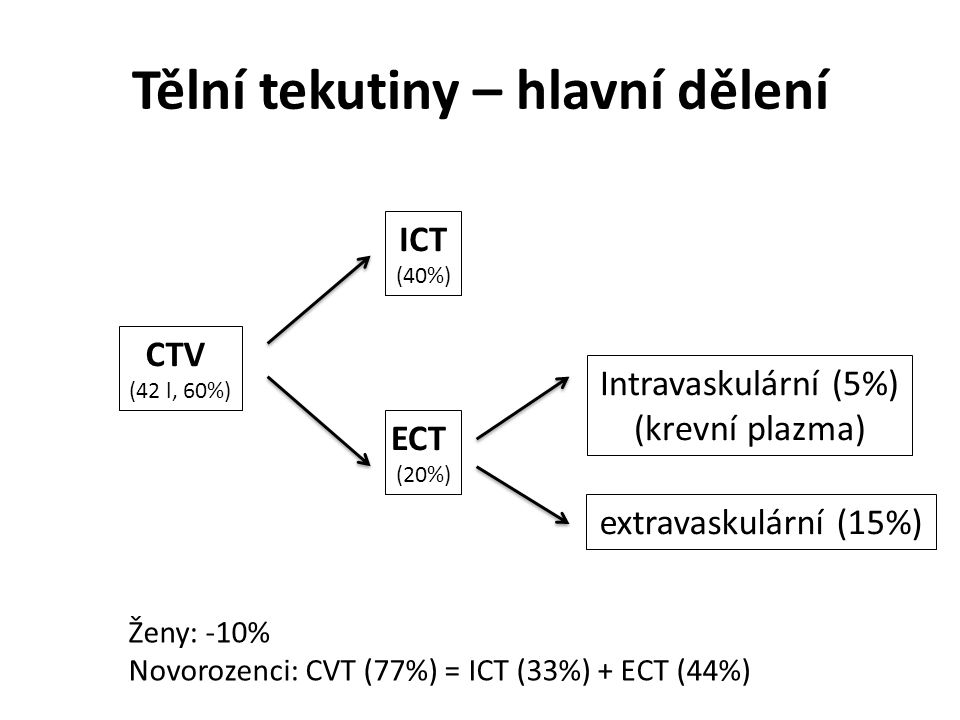 Tělní tekutiny – hlavní dělení
ICT
(40%)
CTV
(42 l, 60%)
Intravaskulární (5%)
(krevní plazma)
ECT
(20%)
extravaskulární (15%)
Ženy: -10%
Novorozenci: CVT (77%) = ICT (33%) + ECT (44%)